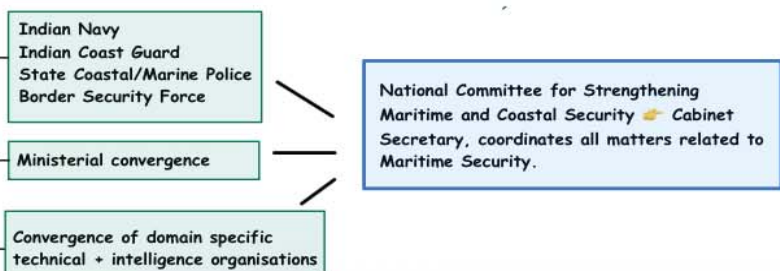 Indian Navy
Indian Coast Guard
State Coastal/Marine Police
Border Security Force
Ministerial convergence
Convergence of domain specific
technical + intelligence organisations
National Committee for Strengthening
Maritime and Coastal Security 👉 Cabinet
Secretary, coordinates all matters related to
Maritime Security.